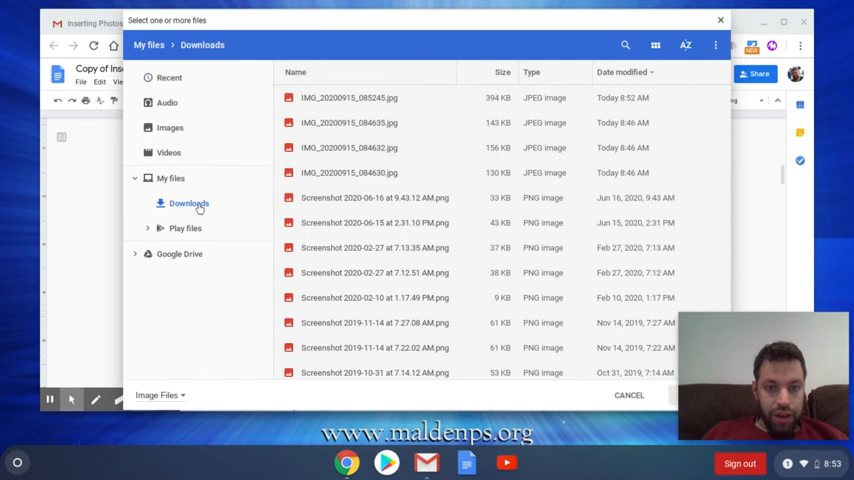 Inserting Photos
Select one or more files
My files > Downloads
AZ
NEW
Copy of Inse
File Edit Vie
Share
Recent
Audio
Images
Videos
My files
Downloads
Play files
Google Drive
Name Size Type Date modified
IMG_20200915_085245.jpg 394 KB JPEG image Today 8:52 AM
IMG_20200915_084635.jpg 143 KB JPEG image Today 8:46 AM
IMG_20200915_084632.jpg 156 KB JPEG image Today 8:46 AM
IMG_20200915_084630.jpg 130 KB JPEG image Today 8:46 AM
Screenshot 2020-06-16 at 9.43.12 AM.png 33 KB PNG image Jun 16, 2020, 9:43 AM
Screenshot 2020-06-15 at 2.31.10 PM.png 43 KB PNG image Jun 15, 2020, 2:31 PM
Screenshot 2020-02-27 at 7.13.35 AM.png 37 KB PNG image Feb 27, 2020, 7:13 AM
Screenshot 2020-02-27 at 7.12.51 AM.png 38 KB PNG image Feb 27, 2020, 7:12 AM
Screenshot 2020-02-10 at 1.17.49 PM.png 9 KB PNG image Feb 10, 2020, 1:17 PM
Screenshot 2019-11-14 at 7.27.08 AM.png 61 KB PNG image Nov 14, 2019, 7:27 AM
Screenshot 2019-11-14 at 7.22.02 AM.png 61 KB PNG image Nov 14, 2019, 7:22 AM
Screenshot 2019-10-31 at 7.14.12 AM.png 53 KB PNG image Oct 31, 2019, 7:14 AM
Image Files CANCEL
www.maldenps.org
Sign out 1 8:53